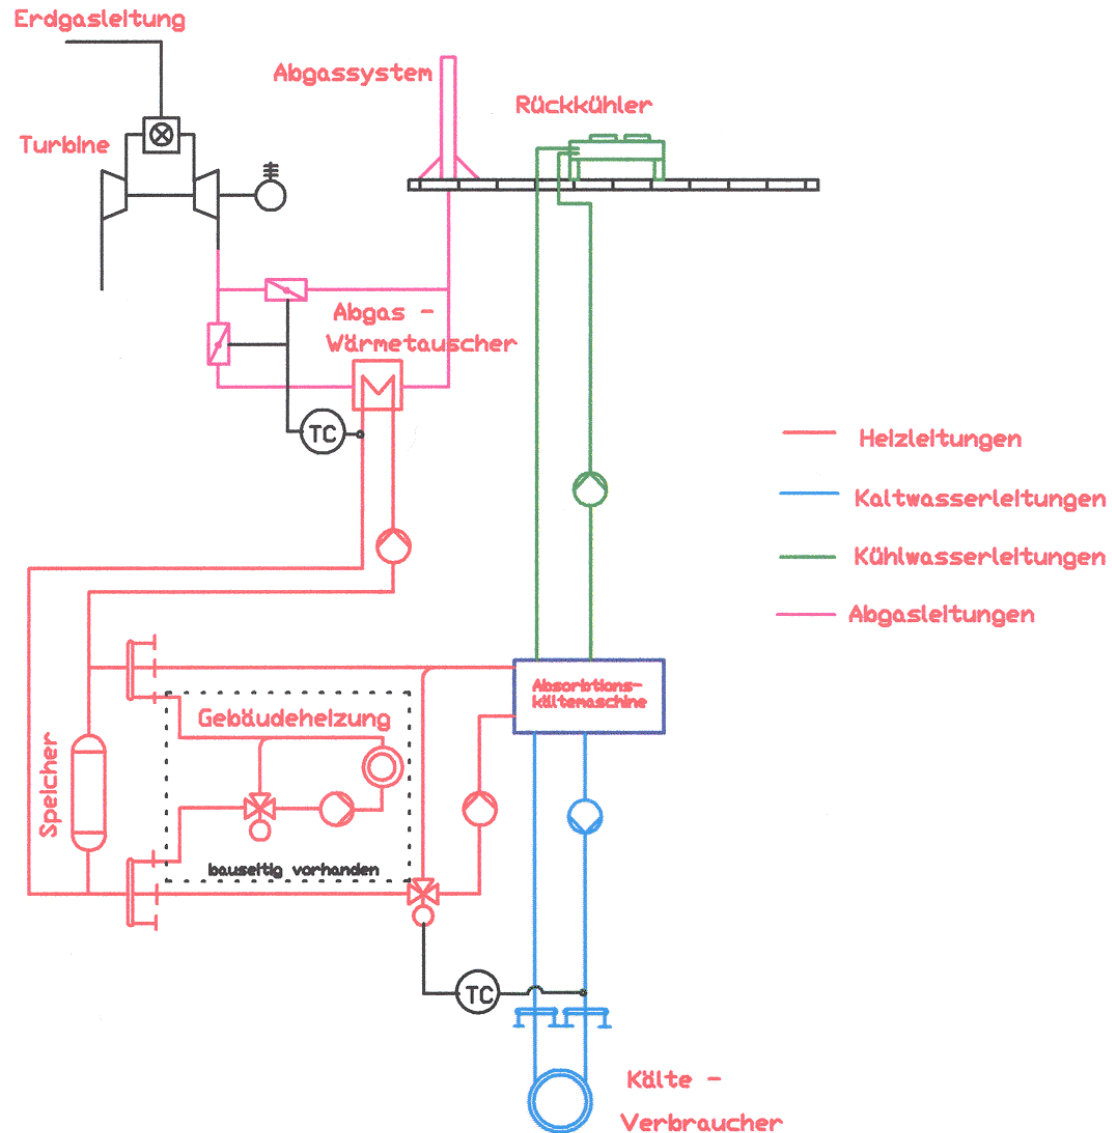 Erdgasleitung
Abgassystem
Rückkühler
Turbine
Abgas -
Wärmetauscher
TC
Heizleitungen
Kaltwasserleitungen
Kühlwasserleitungen
Abgasleitungen
Absorbtions-
kältemaschine
Gebäudeheizung
Speicher
bauseitig vorhanden
TC
Kälte -
Verbraucher